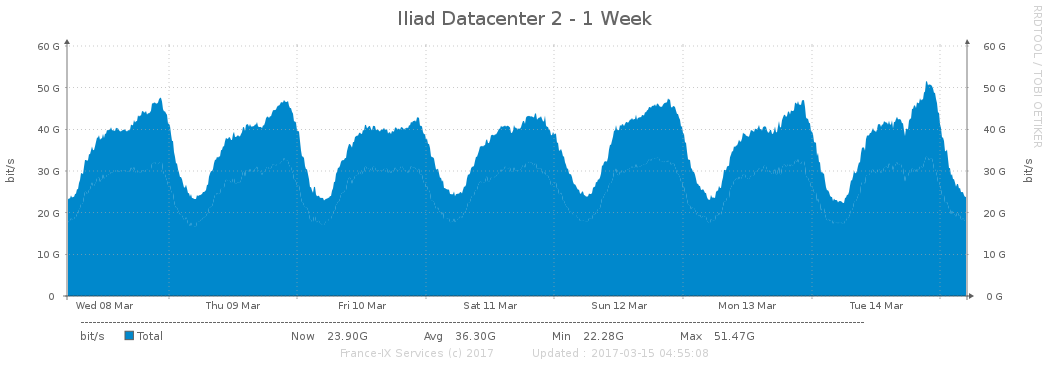 Iliad Datacenter 2 - 1 Week
RRDTOOL / TOBI OETIKER
bit/s
bit/s
60 G 60 G
50 G 50 G
40 G 40 G
30 G 30 G
20 G 20 G
10 G 10 G
0 0 G
Wed 08 Mar Thu 09 Mar Fri 10 Mar Sat 11 Mar Sun 12 Mar Mon 13 Mar Tue 14 Mar
bit/s Total Now 23.90G Avg 36.30G Min 22.28G Max 51.47G
France-IX Services (c) 2017 Updated : 2017-03-15 04:55:08